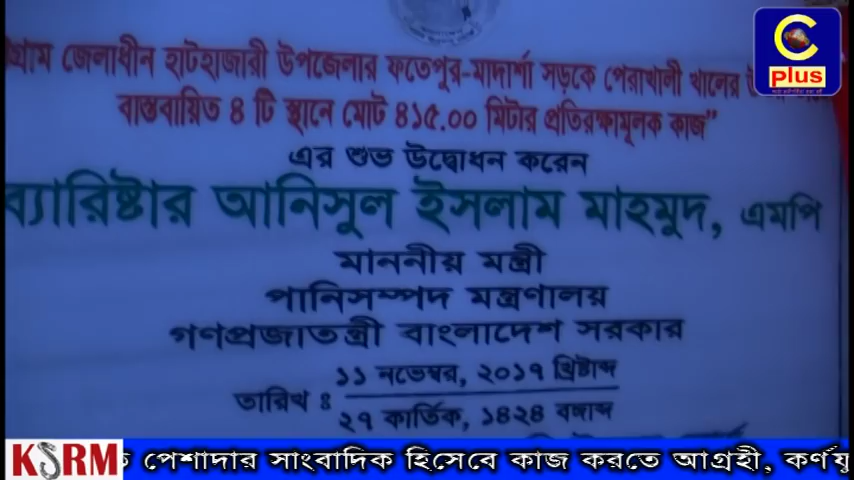 জেলাধীন হাটহাজারী উপজেলার ফতেপুর-মাদার্শা সড়কে পেরাখালী খালের
বাস্তবায়িত ৪ টি স্থানে মোট ৪১৫.০০ মিটার প্রতিরক্ষামূলক কাজ"
এর শুভ উদ্বোধন করেন
ব্যারিষ্টার আনিসুল ইসলাম মাহমুদ, এমপি
মাননীয় মন্ত্রী
পানিসম্পদ মন্ত্রণালয়
গণপ্রজাতন্ত্রী বাংলাদেশ সরকার
তারিখ : ১১ নভেম্বর, ২০১৭ খ্রিষ্টাব্দ
২৭ কার্তিক, ১৪২৪ বঙ্গাব্দ
C plus
KSRM পেশাদার সাংবাদিক হিসেবে কাজ করতে আগ্রহী,